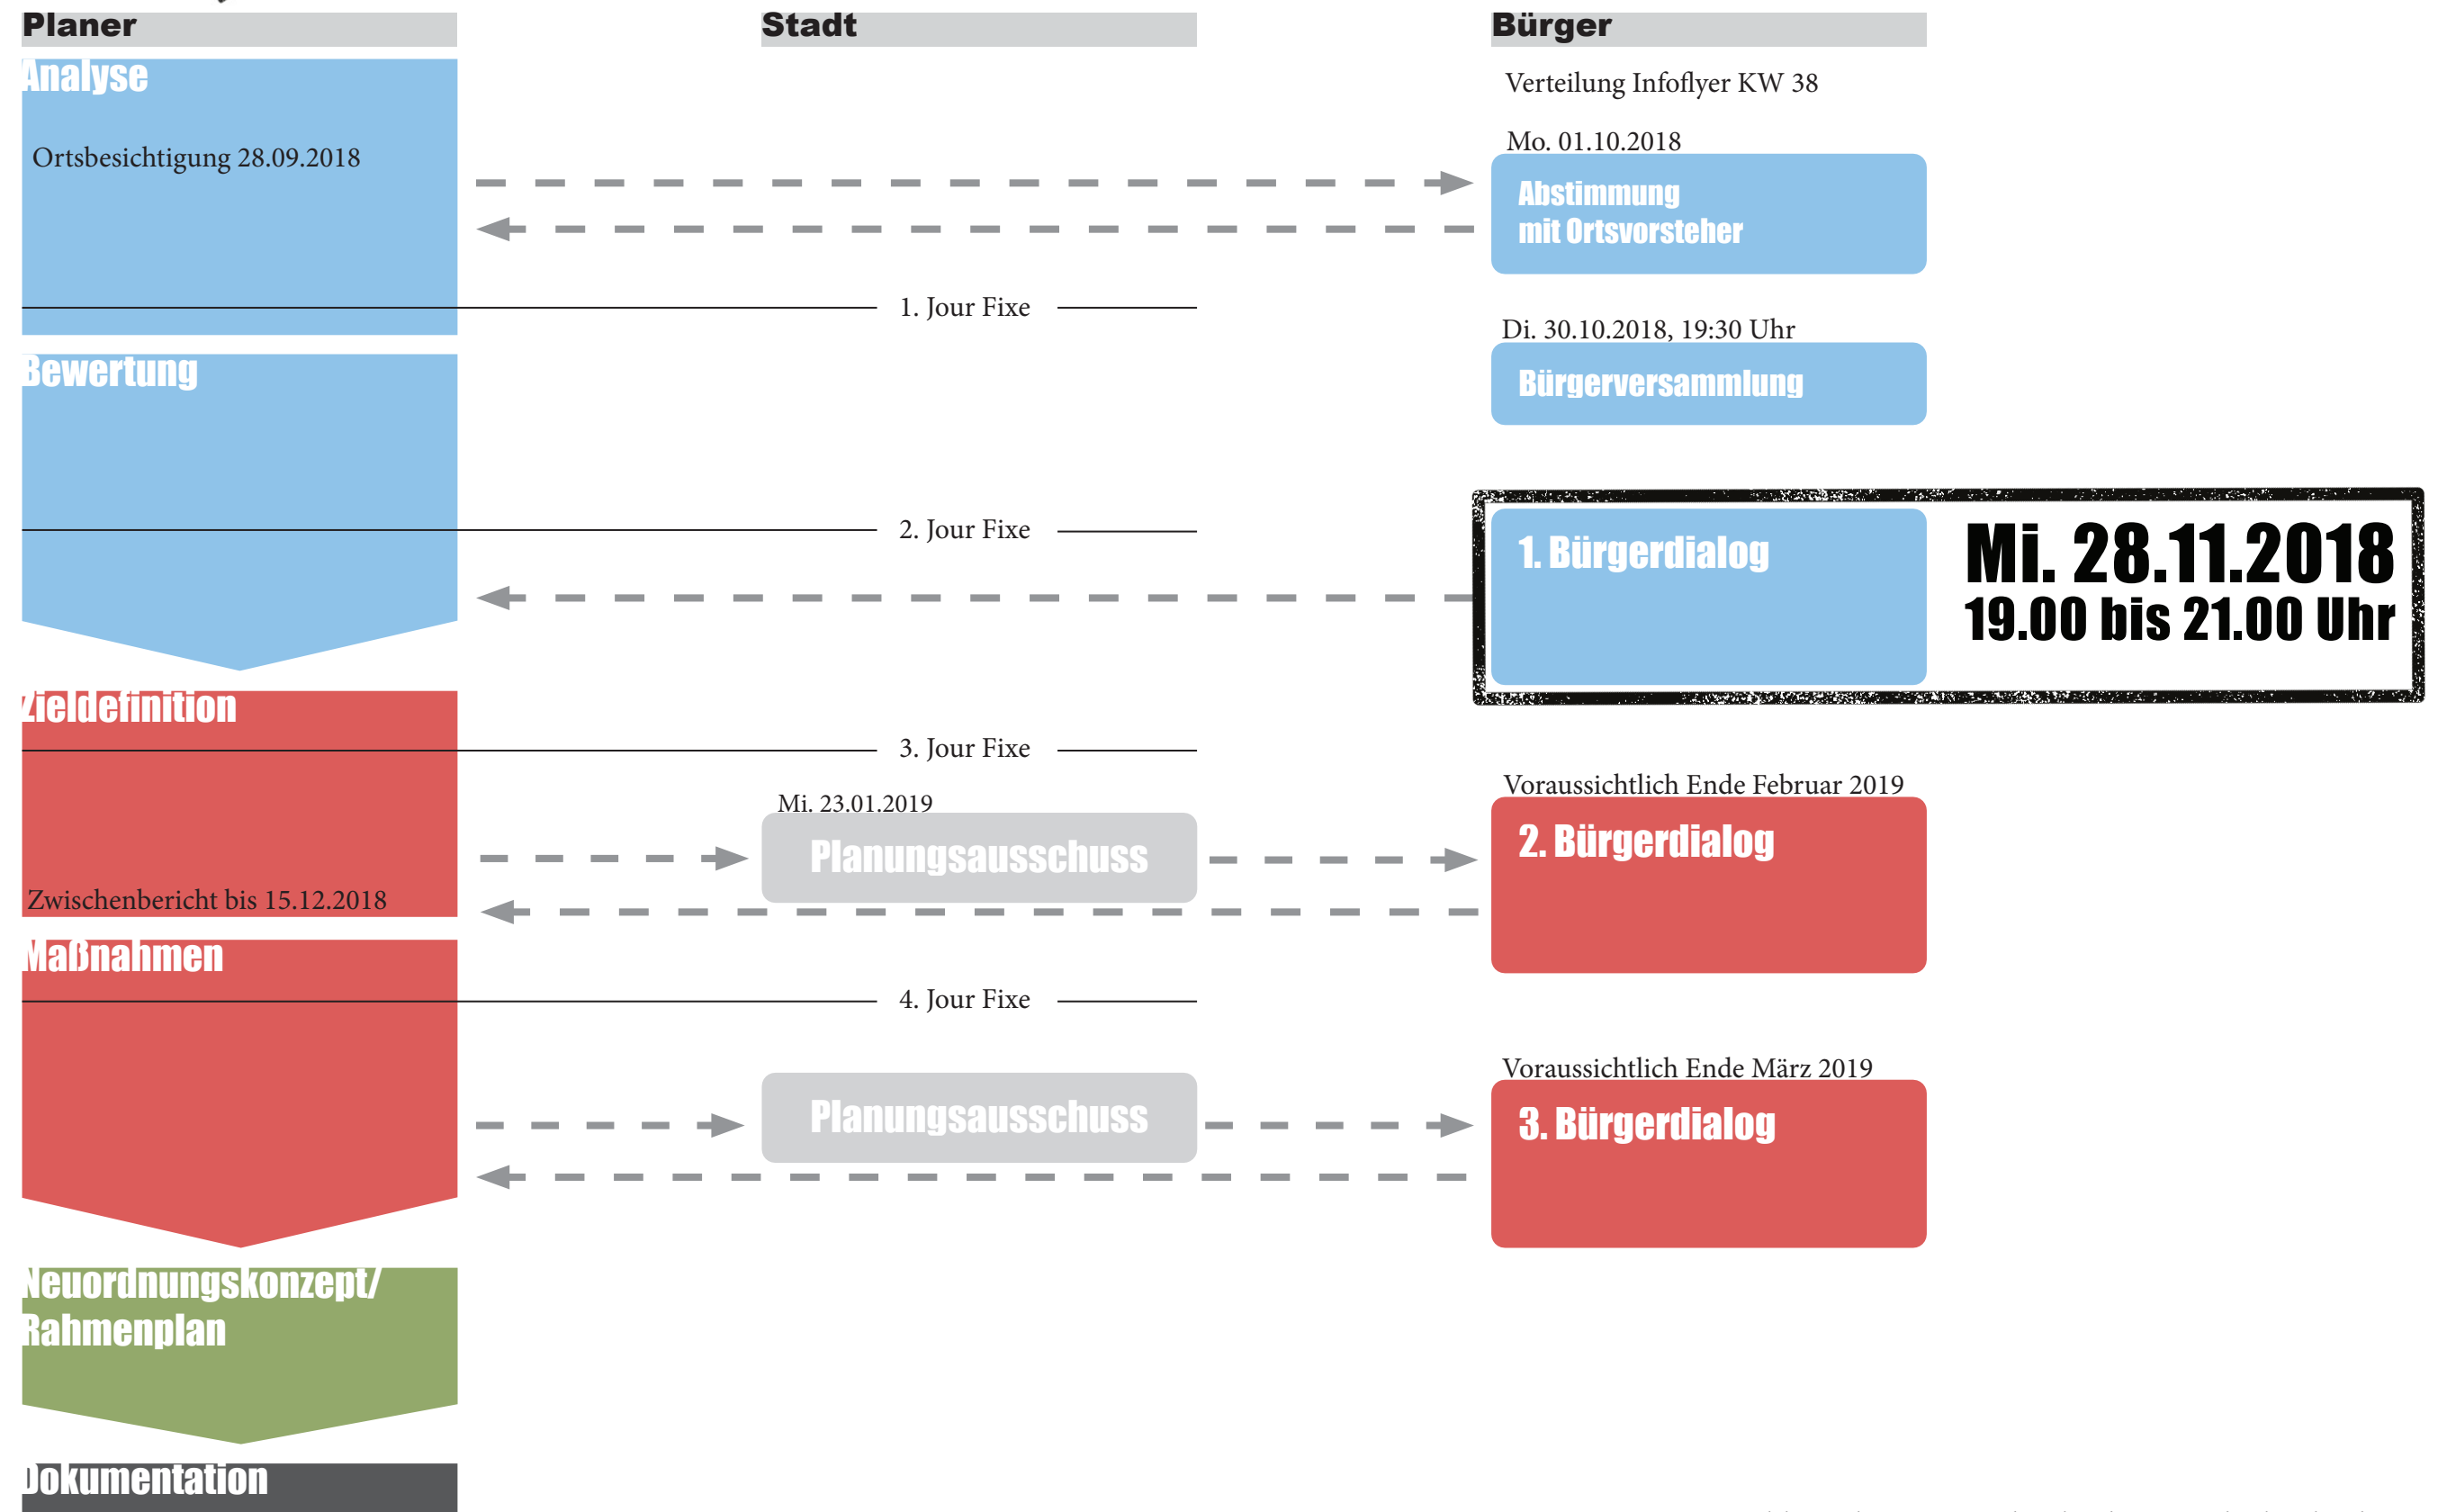 Planer
Stadt
Bürger
Analyse
Verteilung Infoflyer KW 38
Ortsbesichtigung 28.09.2018
Mo. 01.10.2018
Abstimmung
mit Ortsvorsteher
1. Jour Fixe
Di. 30.10.2018, 19:30 Uhr
Bürgerversammlung
Bewertung
2. Jour Fixe
1. Bürgerdialog
Mi. 28.11.2018
19.00 bis 21.00 Uhr
Zieldefinition
3. Jour Fixe
Mi. 23.01.2019
Planungsausschuss
Voraussichtlich Ende Februar 2019
2. Bürgerdialog
Zwischenbericht bis 15.12.2018
Maßnahmen
4. Jour Fixe
Planungsausschuss
Voraussichtlich Ende März 2019
3. Bürgerdialog
Neuordnungskonzept/
Rahmenplan
Dokumentation